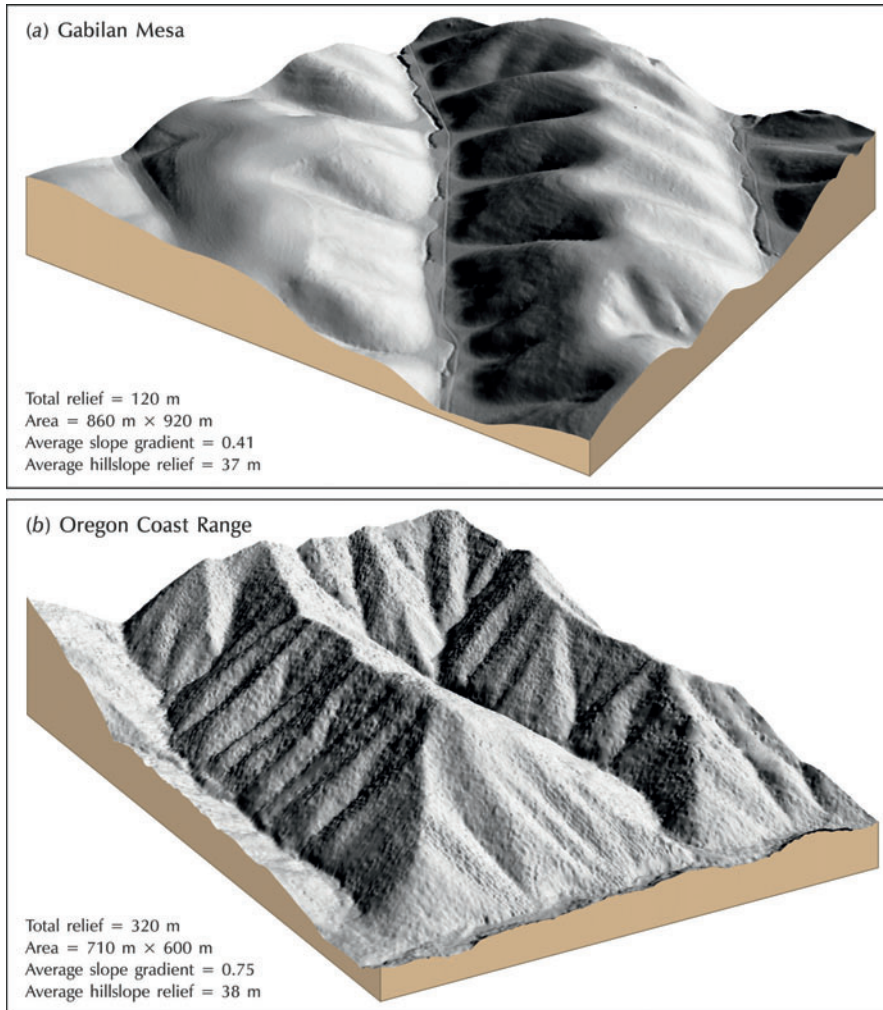 (a) Gabilan Mesa
Total relief = 120 m
Area = 860 m × 920 m
Average slope gradient = 0.41
Average hillslope relief = 37 m
(b) Oregon Coast Range
Total relief = 320 m
Area = 710 m × 600 m
Average slope gradient = 0.75
Average hillslope relief = 38 m